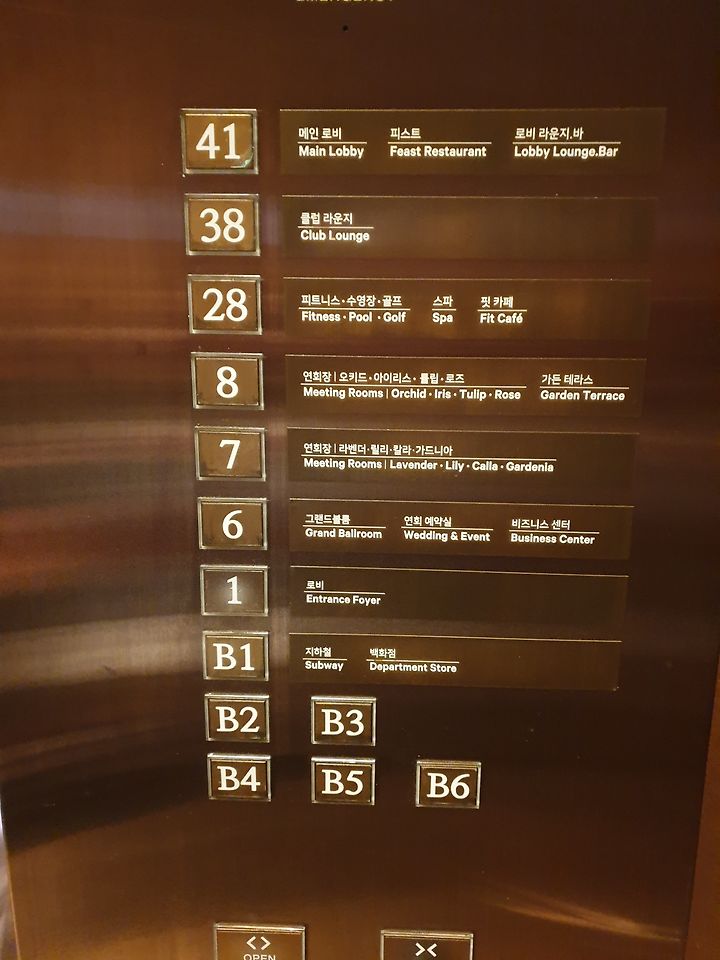 EMERGENCY
41
메인 로비 피스트 로비 라운지.바
Main Lobby Feast Restaurant Lobby Lounge.Bar
38
클럽 라운지
Club Lounge
28
피트니스·수영장·골프 스파 핏 카페
Fitness·Pool·Golf Spa Fit Café
8
연회장 | 오키드·아이리스·튤립·로즈 가든 테라스
Meeting Rooms | Orchid·Iris·Tulip·Rose Garden Terrace
7
연회장 | 라벤더·릴리·칼라·가드니아
Meeting Rooms | Lavender·Lily·Calla·Gardenia
6
그랜드볼룸 연회 예약실 비즈니스 센터
Grand Ballroom Wedding & Event Business Center
1
로비
Entrance Foyer
B1
지하철 백화점
Subway Department Store
B2 B3
B4 B5 B6
<> ><
OPEN